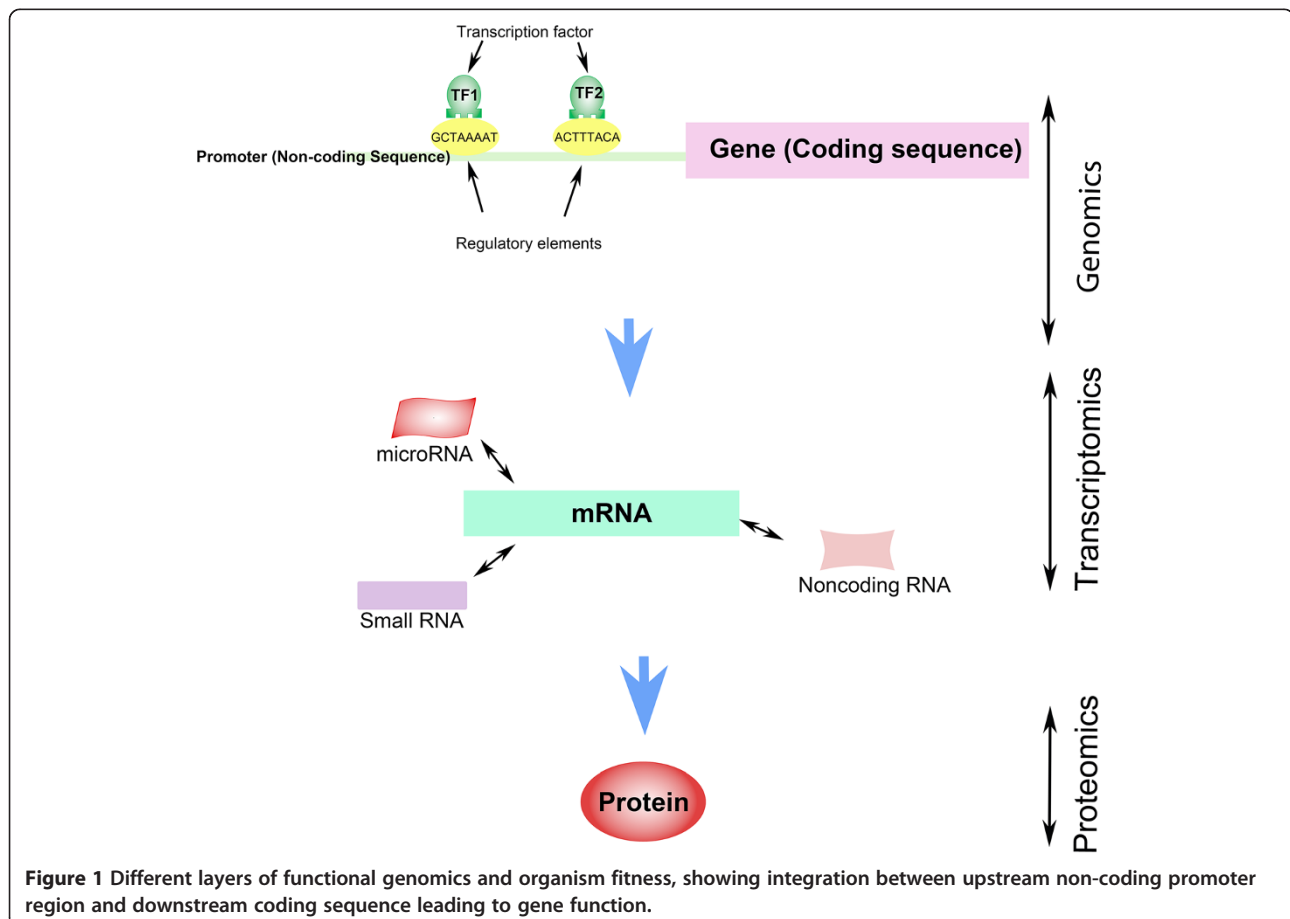 Transcription factor
TF1
TF2
GCTAAAAT
ACTTTACA
Promoter (Non-coding Sequence)
Gene (Coding sequence)
Regulatory elements
Genomics
microRNA
mRNA
Noncoding RNA
Small RNA
Transcriptomics
Protein
Proteomics
Figure 1 Different layers of functional genomics and organism fitness, showing integration between upstream non-coding promoter
region and downstream coding sequence leading to gene function.